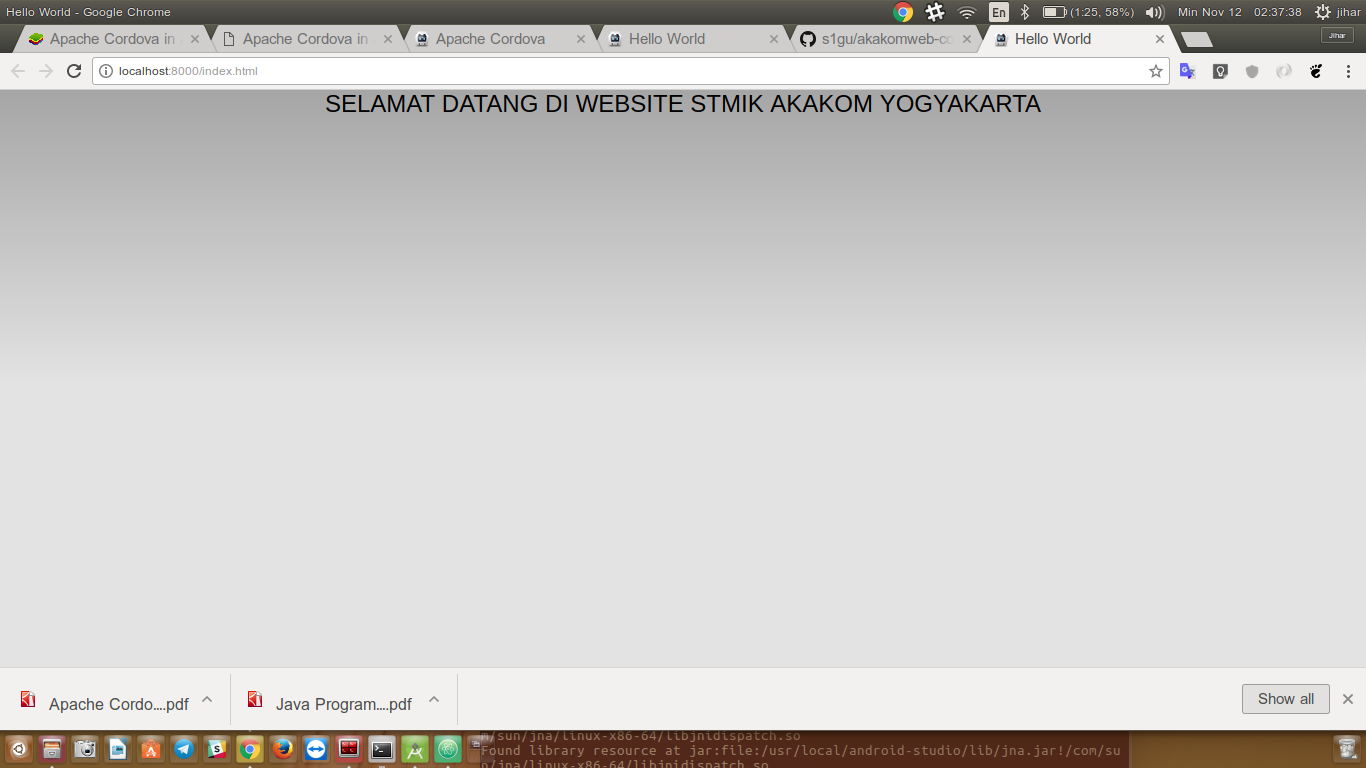 Hello World - Google Chrome
En
(1:25, 58%)
Min Nov 12 02:37:38
jihar
Apache Cordova in
Apache Cordova in
Apache Cordova
Hello World
s1gu/akakomweb-co
Hello World
Jihar
localhost:8000/index.html
SELAMAT DATANG DI WEBSITE STMIK AKAKOM YOGYAKARTA
Apache Cordo....pdf
Java Program....pdf
Show all
m/sun/jna/linux-x86-64/libjnidispatch.so
Found library resource at jar:file:/usr/local/android-studio/lib/jna.jar!/com/su
n/jna/linux-x86-64/libjnidispatch.so